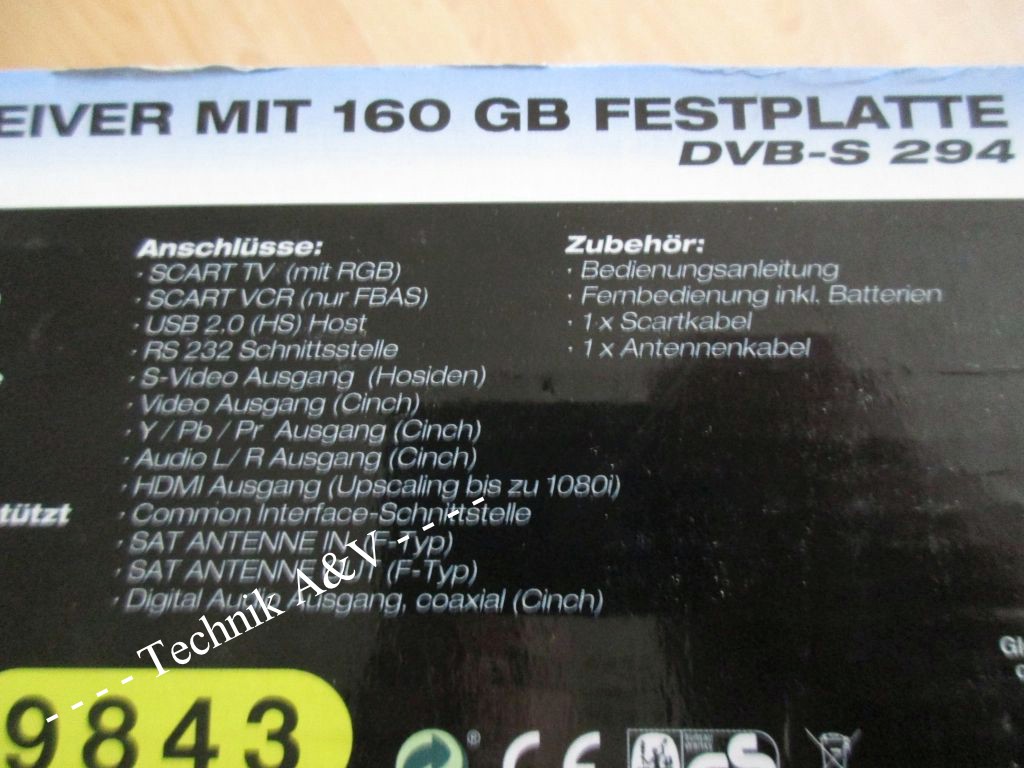 EIVER MIT 160 GB FESTPLATTE
DVB-S 294
Anschlüsse:
· SCART TV (mit RGB)
· SCART VCR (nur FBAS)
· USB 2.0 (HS) Host
· RS 232 Schnittsstelle
· S-Video Ausgang (Hosiden)
· Video Ausgang (Cinch)
· Y / Pb / Pr Ausgang (Cinch)
· Audio L / R Ausgang (Cinch)
· HDMI Ausgang (Upscaling bis zu 1080i)
· Common Interface-Schnittstelle
· SAT ANTENNE IN (F-Typ)
· SAT ANTENNE OUT (F-Typ)
· Digital Audio Ausgang, coaxial (Cinch)
Zubehör:
· Bedienungsanleitung
· Fernbedienung inkl. Batterien
· 1 x Scartkabel
· 1 x Antennenkabel
tützt
- - - - - Technik A&V - - - - -
9843
®
CE
GS